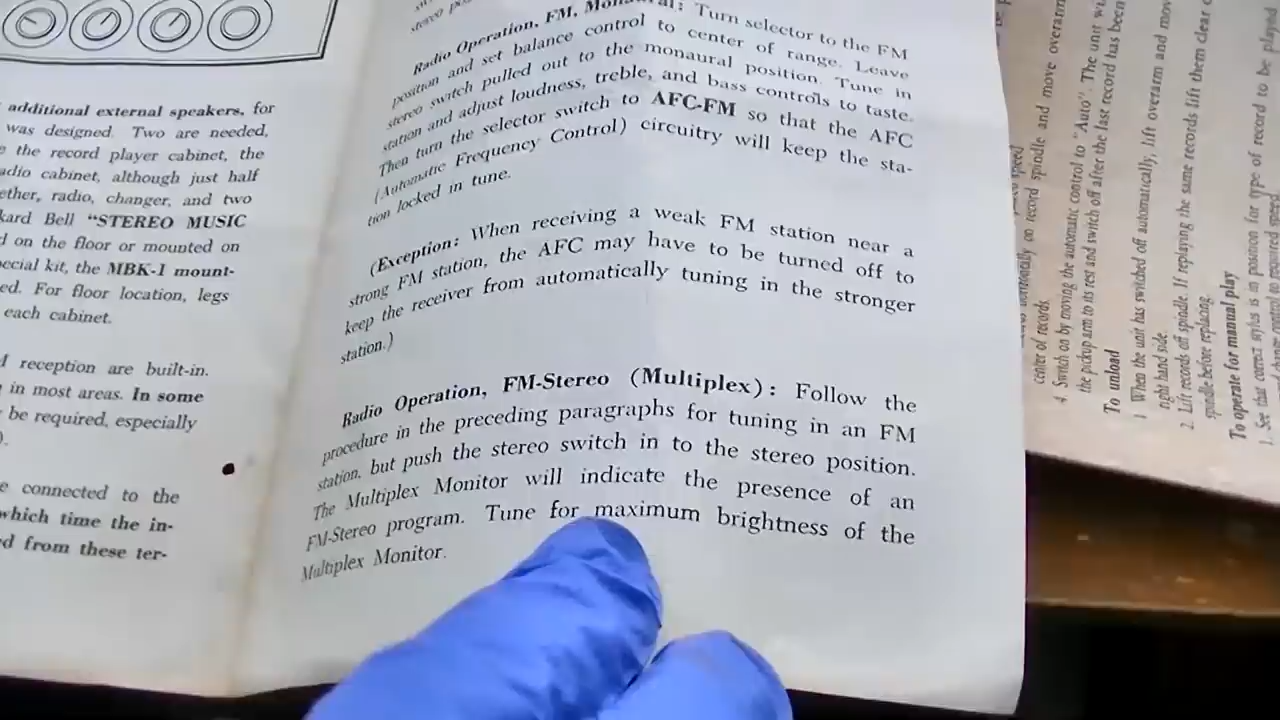 additional external speakers, for
was designed. Two are needed,
the record player cabinet, the
cabinet, although just half
radio, changer, and two
Bell "STEREO MUSIC
on the floor or mounted on
kit, the MBK-1 mount-
For floor location, legs
each cabinet.
reception are built-in.
in most areas. In some
be required, especially
connected to the
which time the in-
from these ter-
Radio Operation, FM, Turn selector to the FM
position and set balance control to center of range. Leave
stereo switch pulled out to the monaural position. Tune in
station and adjust loudness, treble, and bass controls to taste.
Then turn the selector switch to AFC-FM so that the AFC
(Automatic Frequency Control) circuitry will keep the sta-
tion locked in tune.
(Exception: When receiving a weak FM station near a
strong FM station, the AFC may have to be turned off to
keep the receiver from automatically tuning in the stronger
station.)
Radio Operation, FM-Stereo (Multiplex): Follow the
procedure in the preceding paragraphs for tuning in an FM
station, but push the stereo switch in to the stereo position.
The Multiplex Monitor will indicate the presence of an
FM-Stereo program. Tune for maximum brightness of the
Multiplex Monitor.
on record spindle and move overarm
center of records.
4. Switch on by moving the automatic control to "Auto". The unit
the pickup arm to its rest and switch off after the last record has been
To unload
1. When the unit has switched off automatically, lift overarm and
right hand side.
2. Lift records off spindle. If replaying the same records lift them clear
spindle before replacing.
To operate for manual play
1. See that correct stylus is in position for type of record to be played